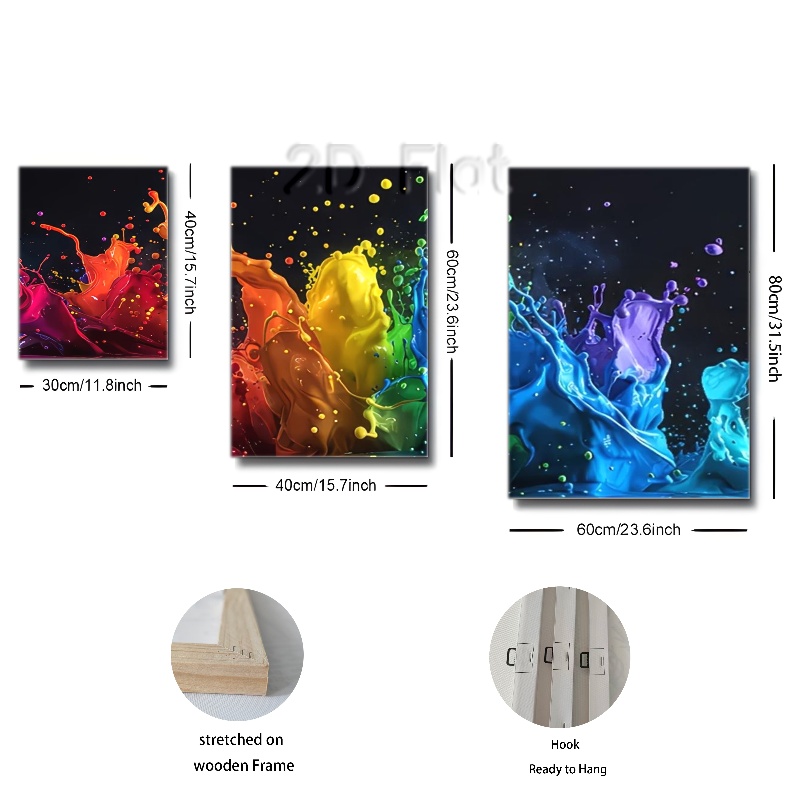 2D Flat
40cm/15.7inch
60cm/23.6inch
80cm/31.5inch
30cm/11.8inch
40cm/15.7inch
60cm/23.6inch
stretched on
wooden Frame
Hook
Ready to Hang